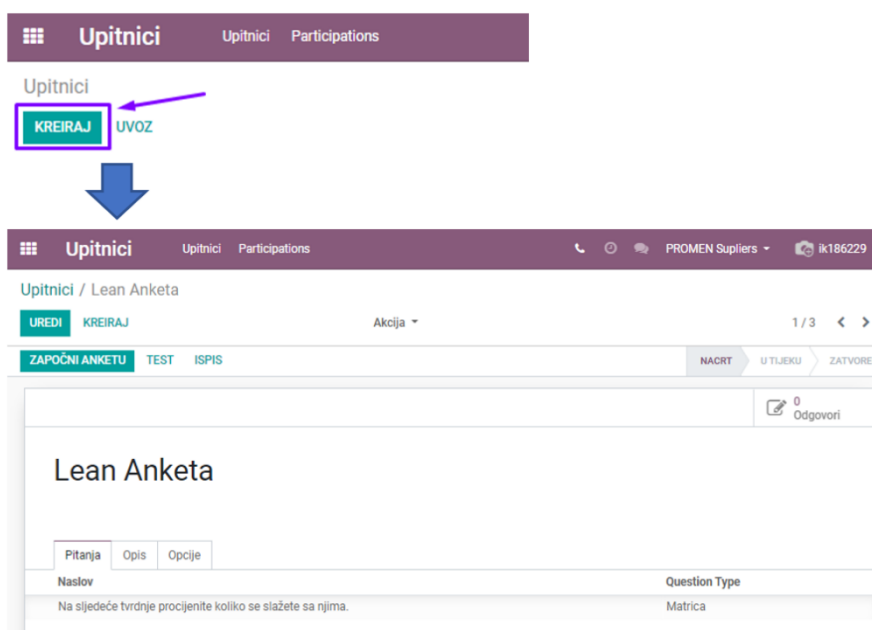 Upitnici Upitnici Participations
Upitnici
KREIRAJ UVOZ
Upitnici Upitnici Participations PROMEN Supliers ik186229
Upitnici / Lean Anketa
UREDI KREIRAJ Akcija 1 / 3
ZAPOČNI ANKETU TEST ISPIS NACRT U TIJEKU ZATVORE
0
Odgovori
Lean Anketa
Pitanja Opis Opcije
Naslov Question Type
Na sljedeće tvrdnje procijenite koliko se slažete sa njima. Matrica